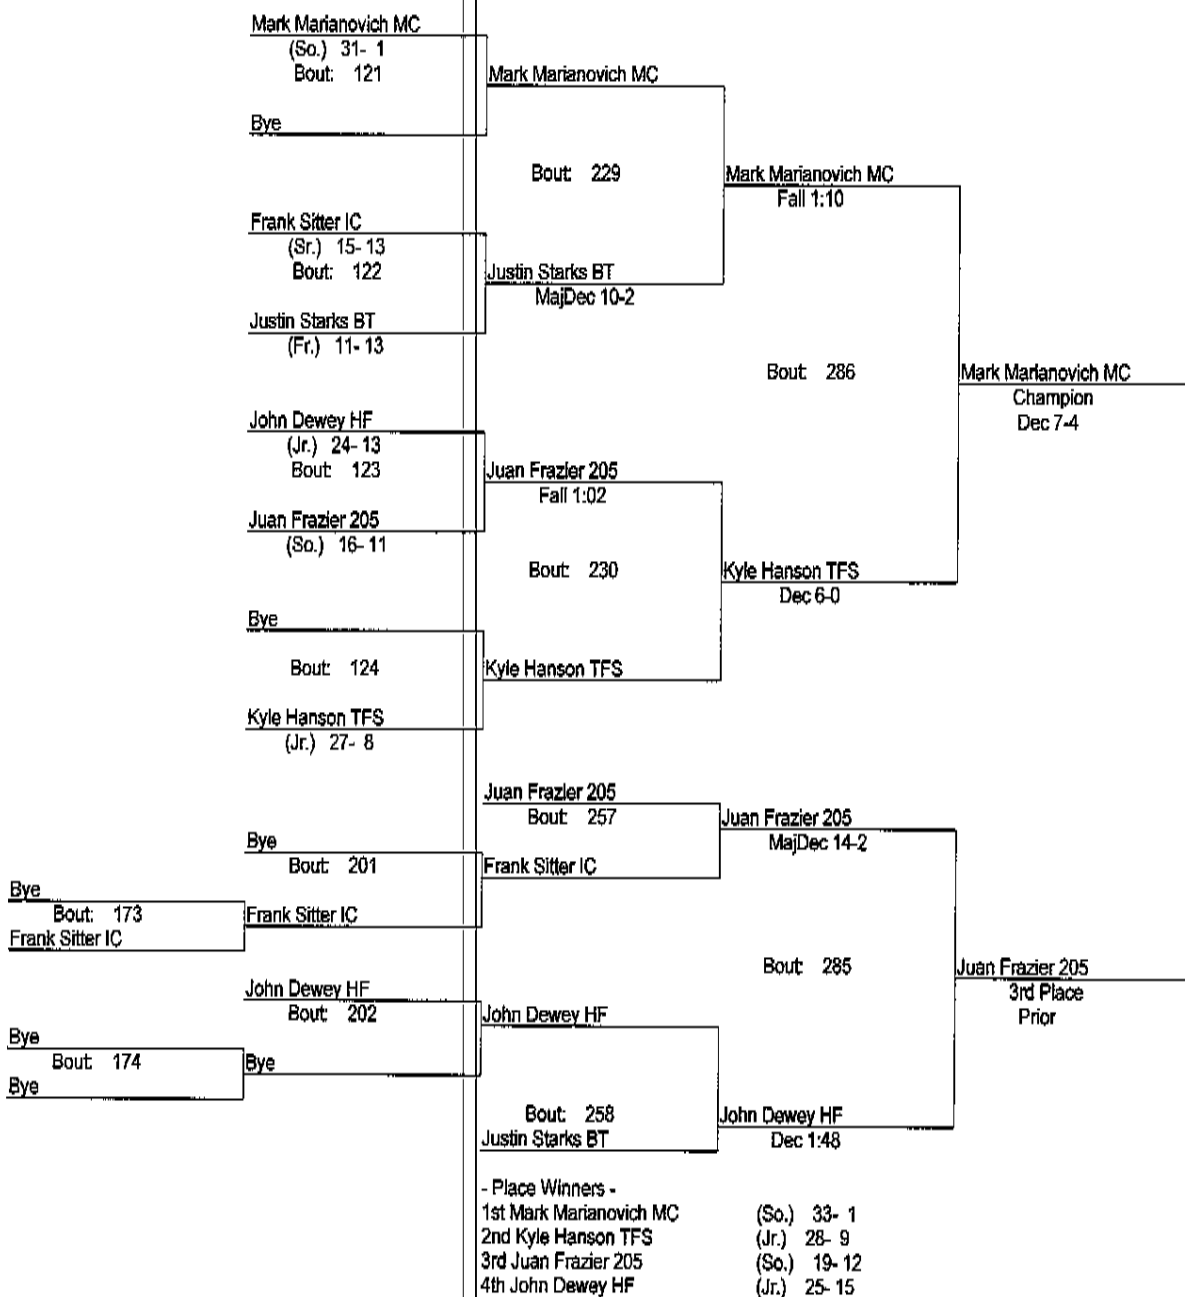 Mark Marianovich MC
(So.) 31- 1
Bout: 121
Mark Marianovich MC
Bye
Bout: 229
Mark Marianovich MC
Fall 1:10
Frank Sitter IC
(Sr.) 15- 13
Bout: 122
Justin Starks BT
MajDec 10-2
Justin Starks BT
(Fr.) 11- 13
Bout: 286
Mark Marianovich MC
Champion
Dec 7-4
John Dewey HF
(Jr.) 24- 13
Bout: 123
Juan Frazier 205
Fall 1:02
Juan Frazier 205
(So.) 16- 11
Bout: 230
Kyle Hanson TFS
Dec 6-0
Bye
Bout: 124
Kyle Hanson TFS
Kyle Hanson TFS
(Jr.) 27- 8
Juan Frazier 205
Bout: 257
Juan Frazier 205
MajDec 14-2
Bye
Bout: 201
Frank Sitter IC
Bye
Bout: 173
Frank Sitter IC
Frank Sitter IC
Bout: 285
Juan Frazier 205
3rd Place
Prior
John Dewey HF
Bout: 202
John Dewey HF
Bye
Bout: 174
Bye
Bye
Bout: 258
Justin Starks BT
John Dewey HF
Dec 1:48
- Place Winners -
1st Mark Marianovich MC (So.) 33- 1
2nd Kyle Hanson TFS (Jr.) 28- 9
3rd Juan Frazier 205 (So.) 19- 12
4th John Dewey HF (Jr.) 25- 15